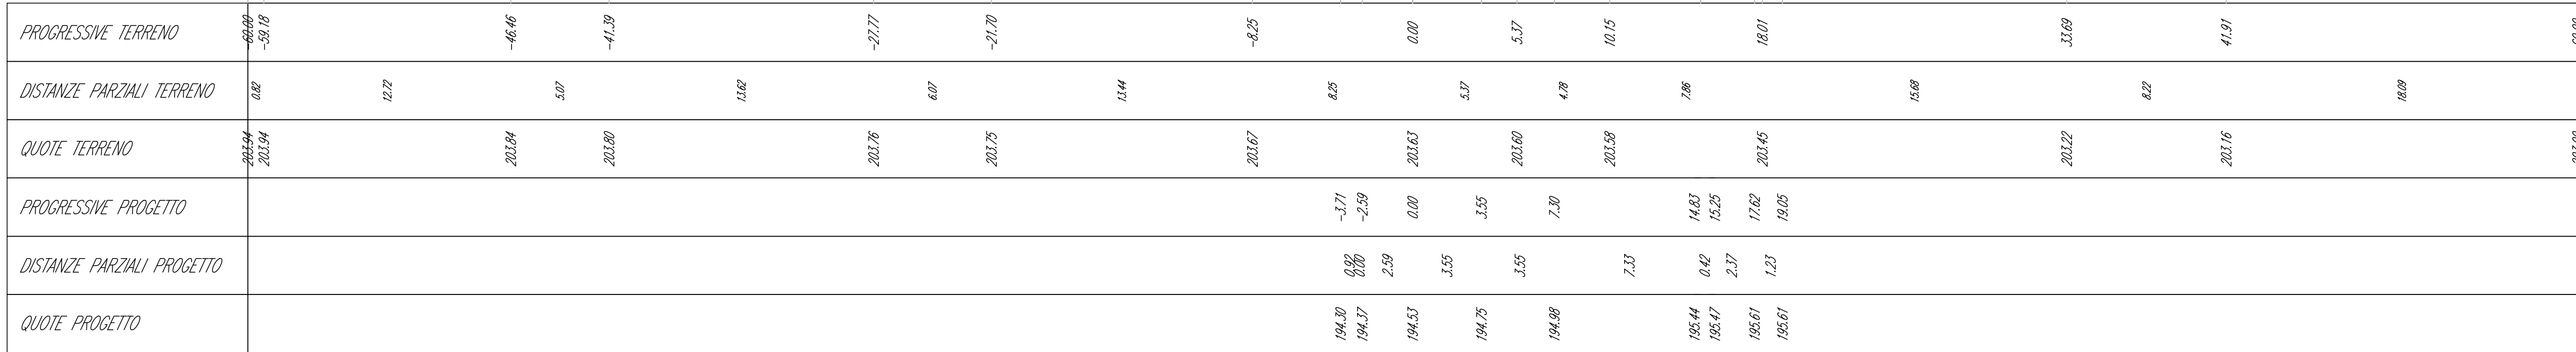 PROGRESSIVE TERRENO -60.00 -59.18 -46.46 -41.39 -27.77 -21.70 -8.25 0.00 5.37 10.15 18.01 33.69 41.91
DISTANZE PARZIALI TERRENO 0.82 12.72 5.07 13.62 6.07 13.44 8.25 5.37 4.78 7.86 15.68 8.22 18.09
QUOTE TERRENO 203.94 203.94 203.84 203.80 203.76 203.75 203.67 203.63 203.60 203.58 203.45 203.22 203.16
PROGRESSIVE PROGETTO -3.71 -2.59 0.00 3.55 7.30 14.83 15.25 17.62 19.05
DISTANZE PARZIALI PROGETTO 0.92 0.00 2.59 3.55 3.55 7.33 0.42 2.37 1.23
QUOTE PROGETTO 194.30 194.37 194.53 194.75 194.98 195.44 195.47 195.61 195.61